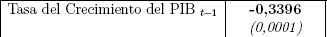 Tasa del Crecimiento del PIB t−1 -0,3396
(0,0001)